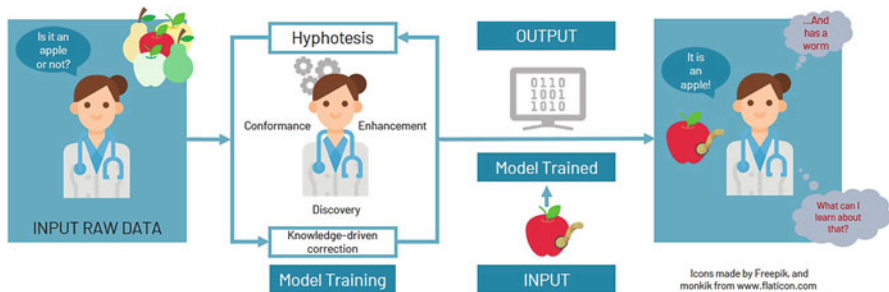 Is it an
apple
or not?
INPUT RAW DATA
Hyphotesis
Conformance
Enhancement
Discovery
Knowledge-driven
correction
Model Training
OUTPUT
0110
1001
1010
Model Trained
INPUT
...And
has a
worm
It is
an
apple!
What can I
learn about
that?
Icons made by Freepik, and
monkik from www.flaticon.com